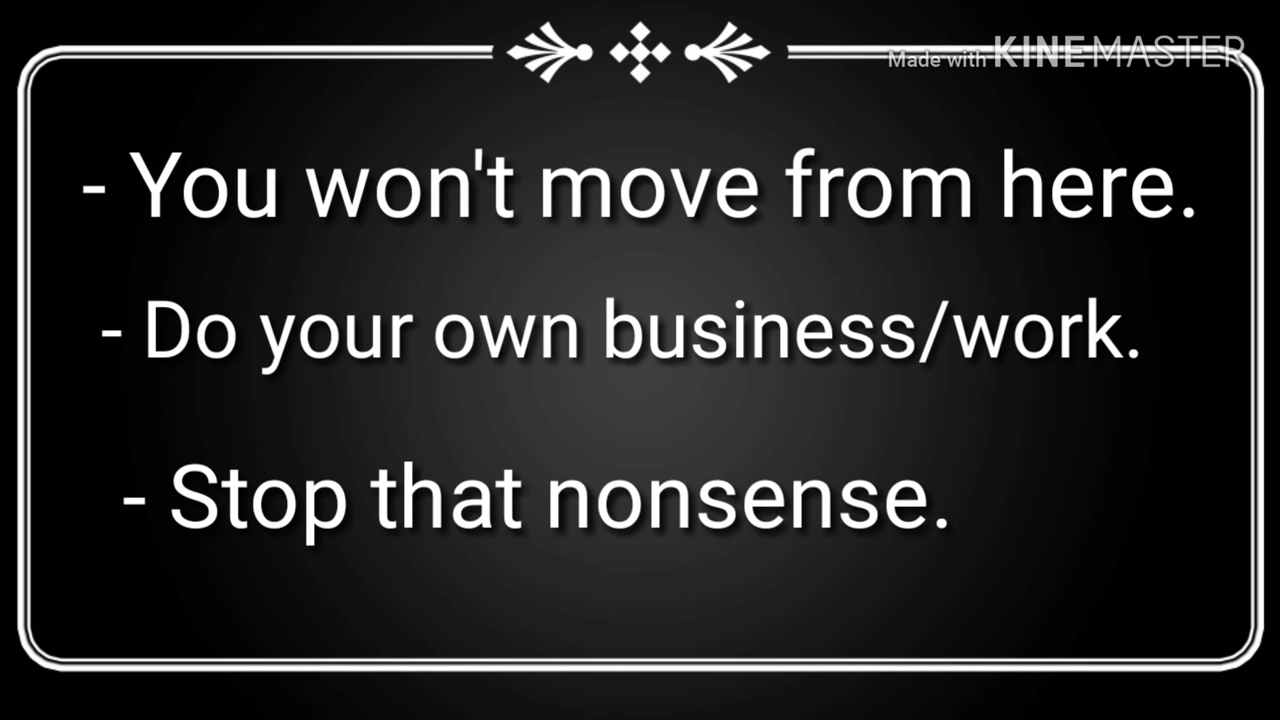 Made with KINEMASTER
- You won't move from here.
- Do your own business/work.
- Stop that nonsense.